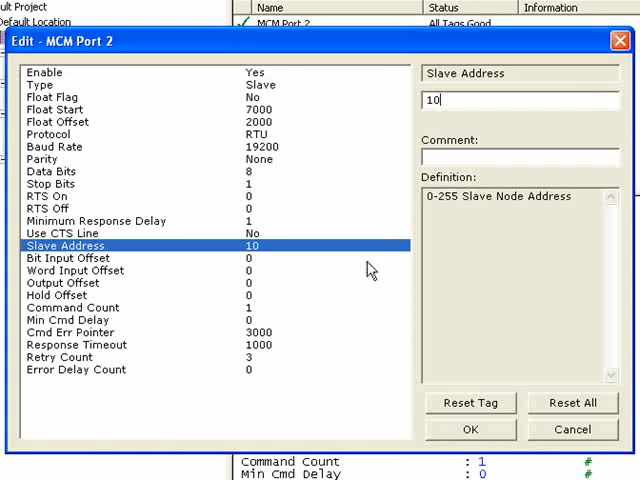 ult Project
Name Status Information
Default Location
MCM Port 2 All Tags Good
Edit - MCM Port 2
Enable Yes
Type Slave
Float Flag No
Float Start 7000
Float Offset 2000
Protocol RTU
Baud Rate 19200
Parity None
Data Bits 8
Stop Bits 1
RTS On 0
RTS Off 0
Minimum Response Delay 1
Use CTS Line No
Slave Address 10
Bit Input Offset 0
Word Input Offset 0
Output Offset 0
Hold Offset 0
Command Count 1
Min Cmd Delay 0
Cmd Err Pointer 3000
Response Timeout 1000
Retry Count 3
Error Delay Count 0
Slave Address
10
Comment:
Definition:
0-255 Slave Node Address
Reset Tag Reset All
OK Cancel
Command Count : 1 #
Min Cmd Delay : 0 #